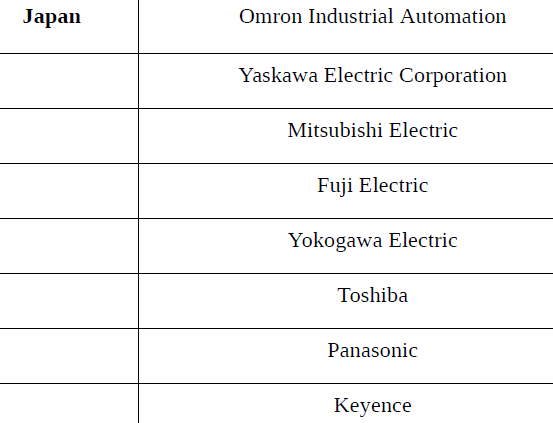 Japan Omron Industrial Automation
Yaskawa Electric Corporation
Mitsubishi Electric
Fuji Electric
Yokogawa Electric
Toshiba
Panasonic
Keyence